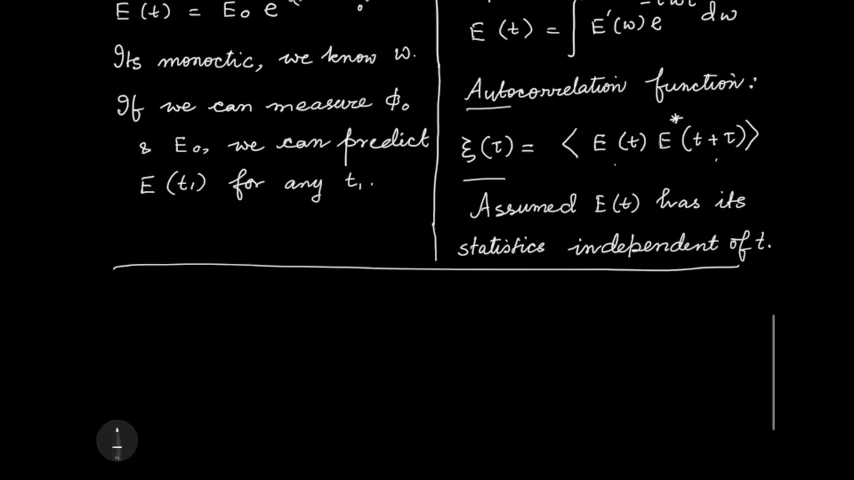 E(t) = E₀ e
Its monoctic, we know ω.
If we can measure ϕ₀
& E₀, we can predict
E(t₁) for any t₁.
E(t) = ∫ E'(ω) e^{-iωt} dω
Autocorrelation function:
ξ(τ) = ⟨ E(t) E*(t+τ)⟩
Assumed E(t) has its
statistics independent of t.